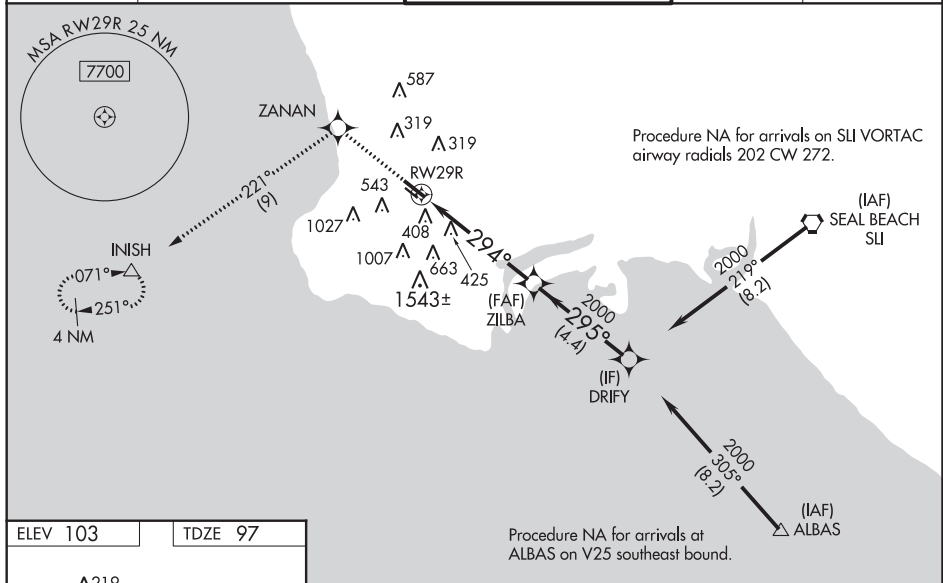 MSA RW29R 25 NM
7700
587
ZANAN
319
319
Procedure NA for arrivals on SLI VORTAC
airway radials 202 CW 272.
RW29R
543
221°
(9)
1027
408
(IAF)
SEAL BEACH
SLI
294°
INISH
1007
663
425
2000
219°
(8.2)
071°
1543±
(FAF)
ZILBA
251°
2000
295°
(4.4)
4 NM
(IF)
DRIFY
2000
305°
(8.2)
ELEV 103
TDZE 97
Procedure NA for arrivals at
ALBAS on V25 southeast bound.
(IAF)
ALBAS